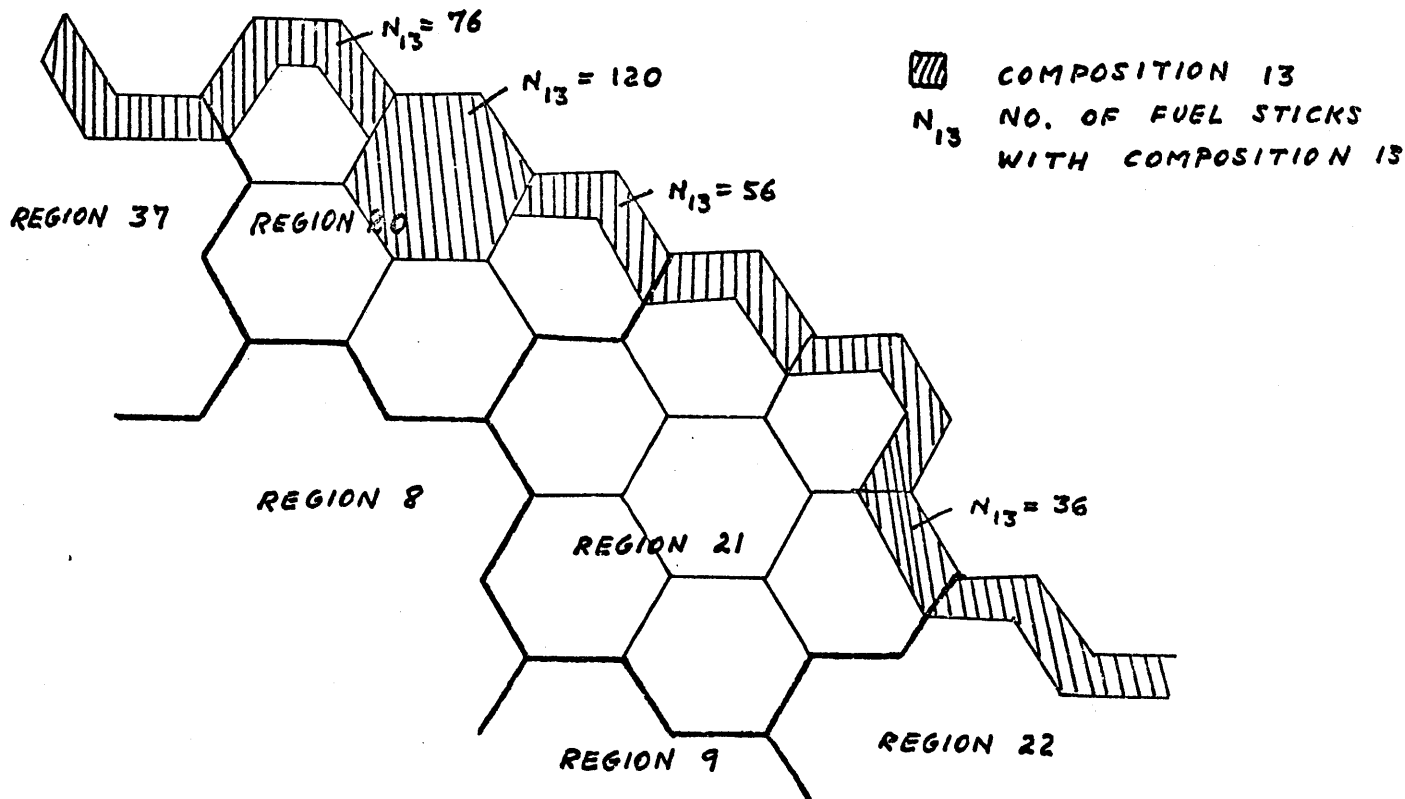 N13 = 76
N13 = 120
COMPOSITION 13
N13 NO. OF FUEL STICKS
WITH COMPOSITION 13
N13 = 56
REGION 37
REGION
N13 = 36
REGION 8
REGION 21
REGION 22
REGION 9